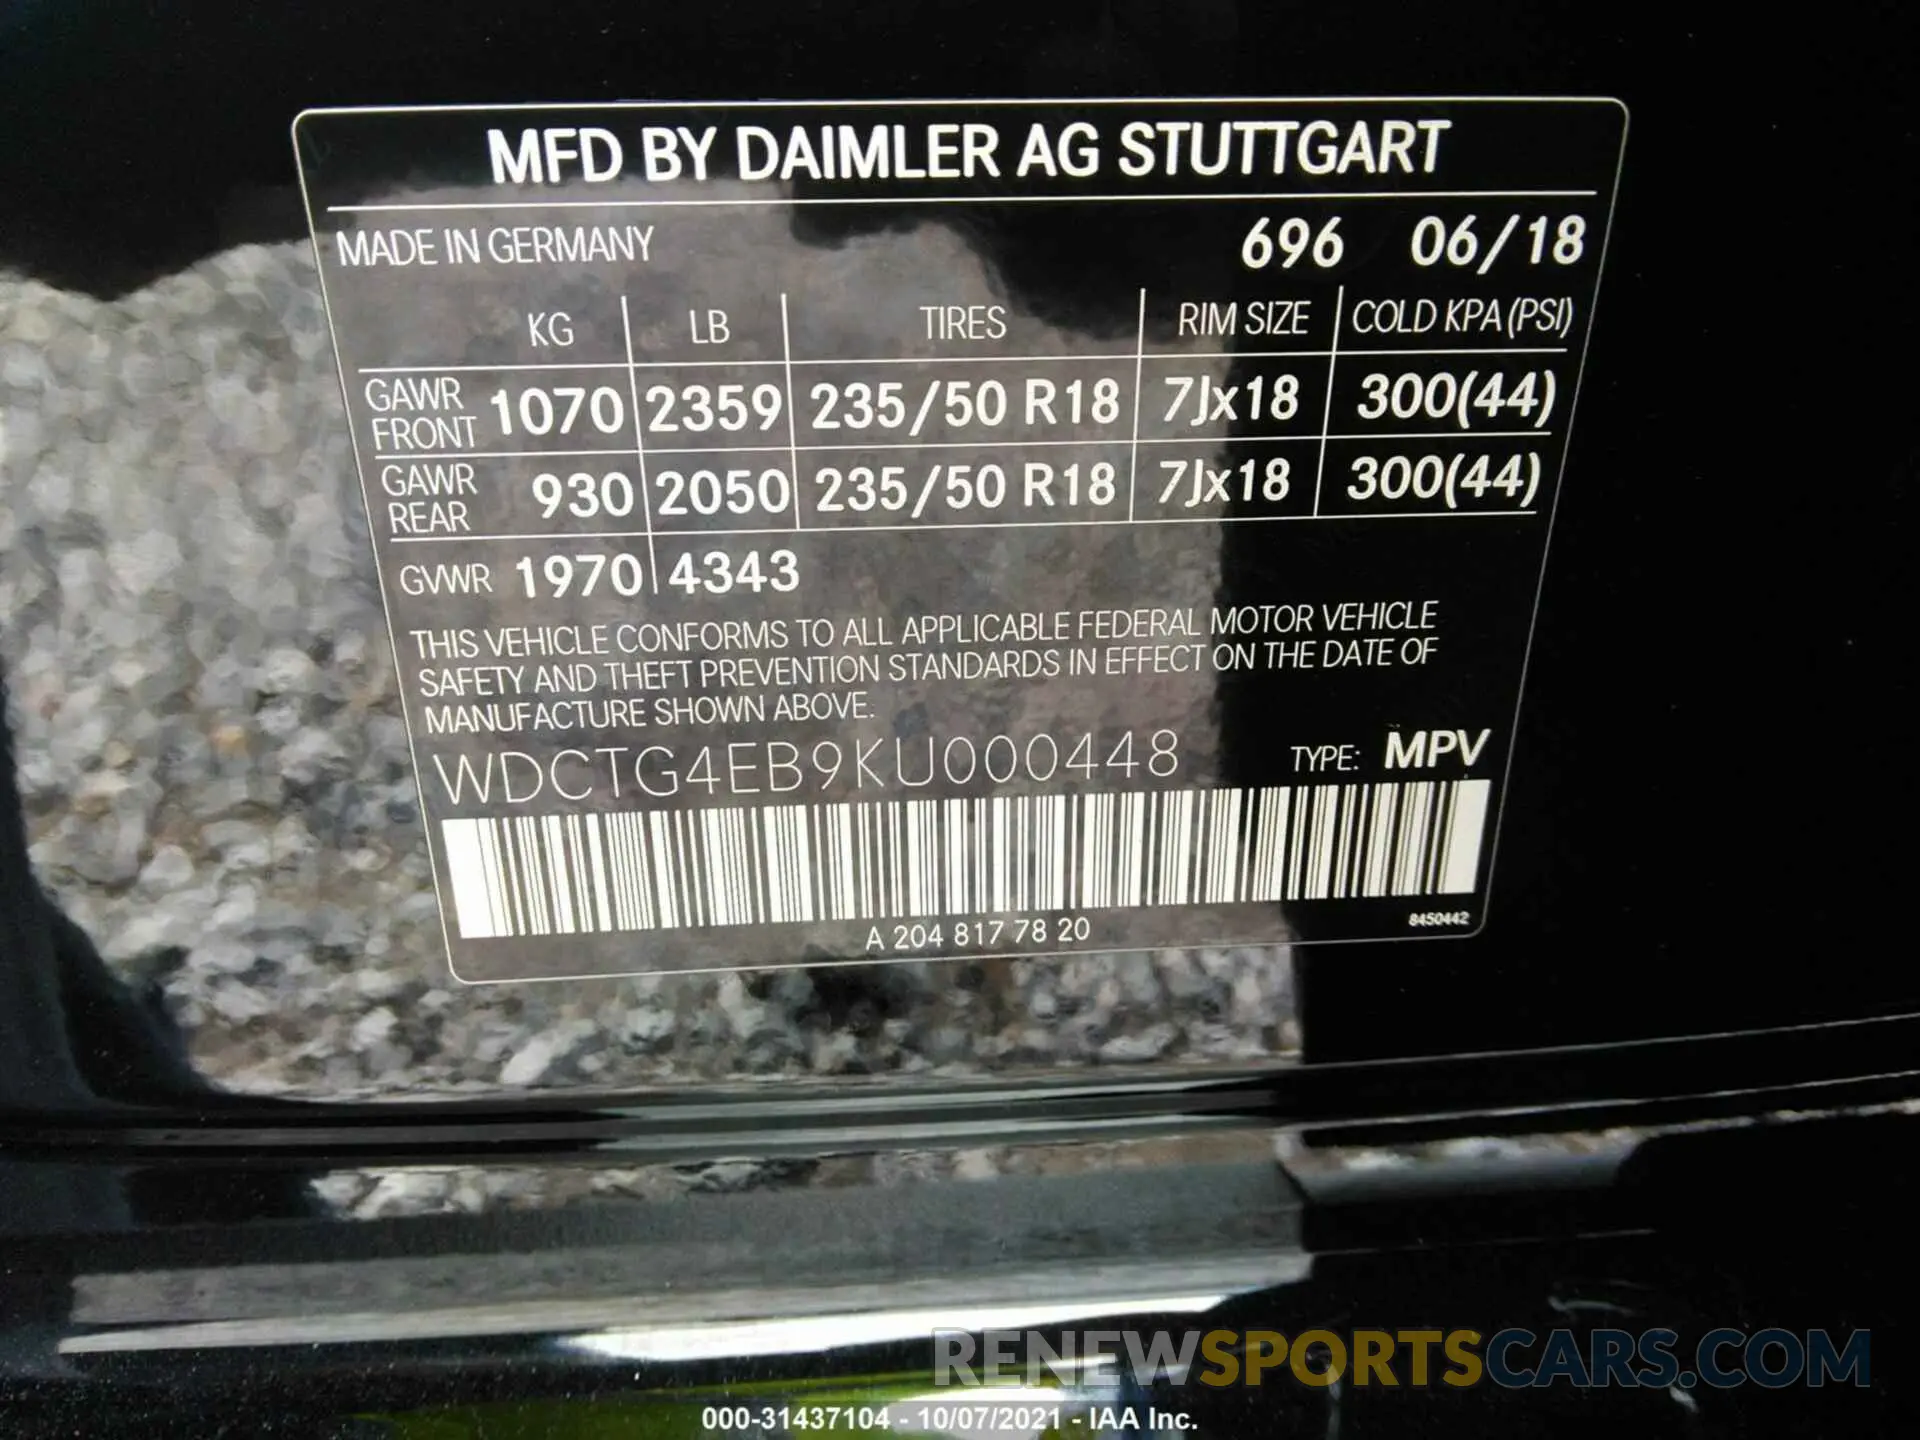 MFD BY DAIMLER AG STUTTGART
MADE IN GERMANY 696 06/18
KG LB TIRES RIM SIZE COLD KPA (PSI)
GAWR FRONT 1070 2359 235/50 R18 7Jx18 300(44)
GAWR REAR 930 2050 235/50 R18 7Jx18 300(44)
GVWR 1970 4343
THIS VEHICLE CONFORMS TO ALL APPLICABLE FEDERAL MOTOR VEHICLE
SAFETY AND THEFT PREVENTION STANDARDS IN EFFECT ON THE DATE OF
MANUFACTURE SHOWN ABOVE.
WDCTG4EB9KU000448 TYPE: MPV
A 204 817 78 20 8450442
RENEWSPORTSCARS.COM
000-31437104 - 10/07/2021 - IAA Inc.